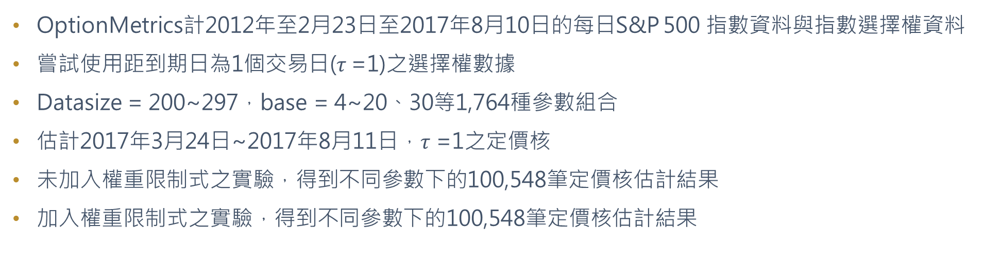 • OptionMetrics計2012年至2月23日至2017年8月10日的每日S&P 500 指數資料與指數選擇權資料
• 嘗試使用距到期日為1個交易日(τ =1)之選擇權數據
• Datasize = 200~297，base = 4~20、30等1,764種參數組合
• 估計2017年3月24日~2017年8月11日，τ =1之定價核
• 未加入權重限制式之實驗，得到不同參數下的100,548筆定價核估計結果
• 加入權重限制式之實驗，得到不同參數下的100,548筆定價核估計結果